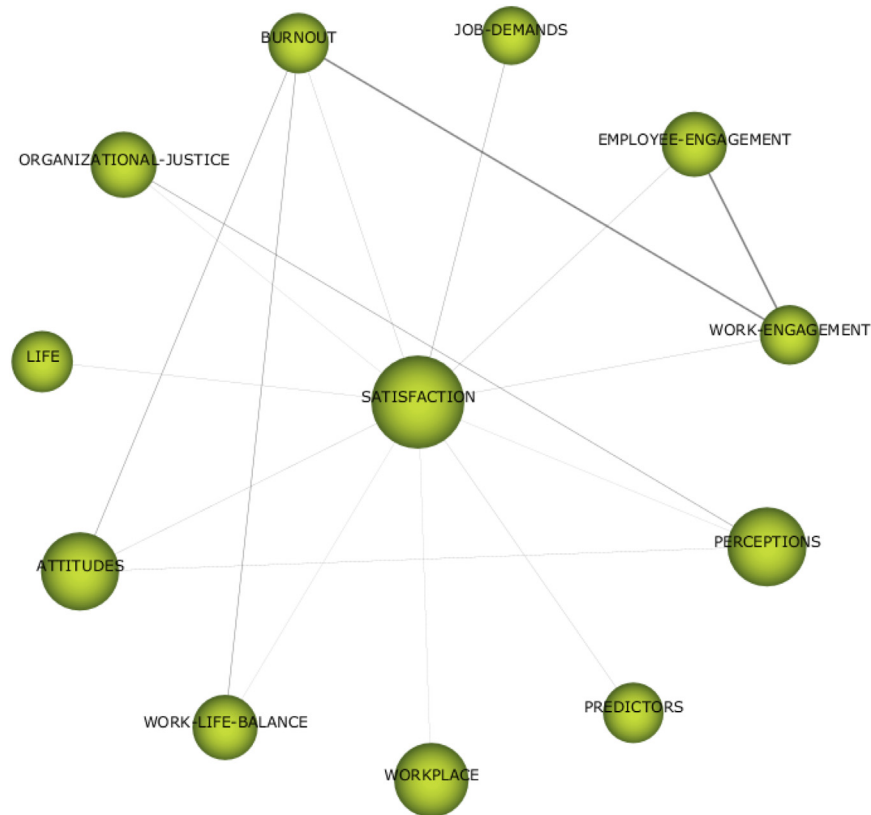 JOB-DEMANDS
BURNOUT
EMPLOYEE-ENGAGEMENT
ORGANIZATIONAL-JUSTICE
WORK-ENGAGEMENT
LIFE
SATISFACTION
PERCEPTIONS
ATTITUDES
PREDICTORS
WORK-LIFE-BALANCE
WORKPLACE